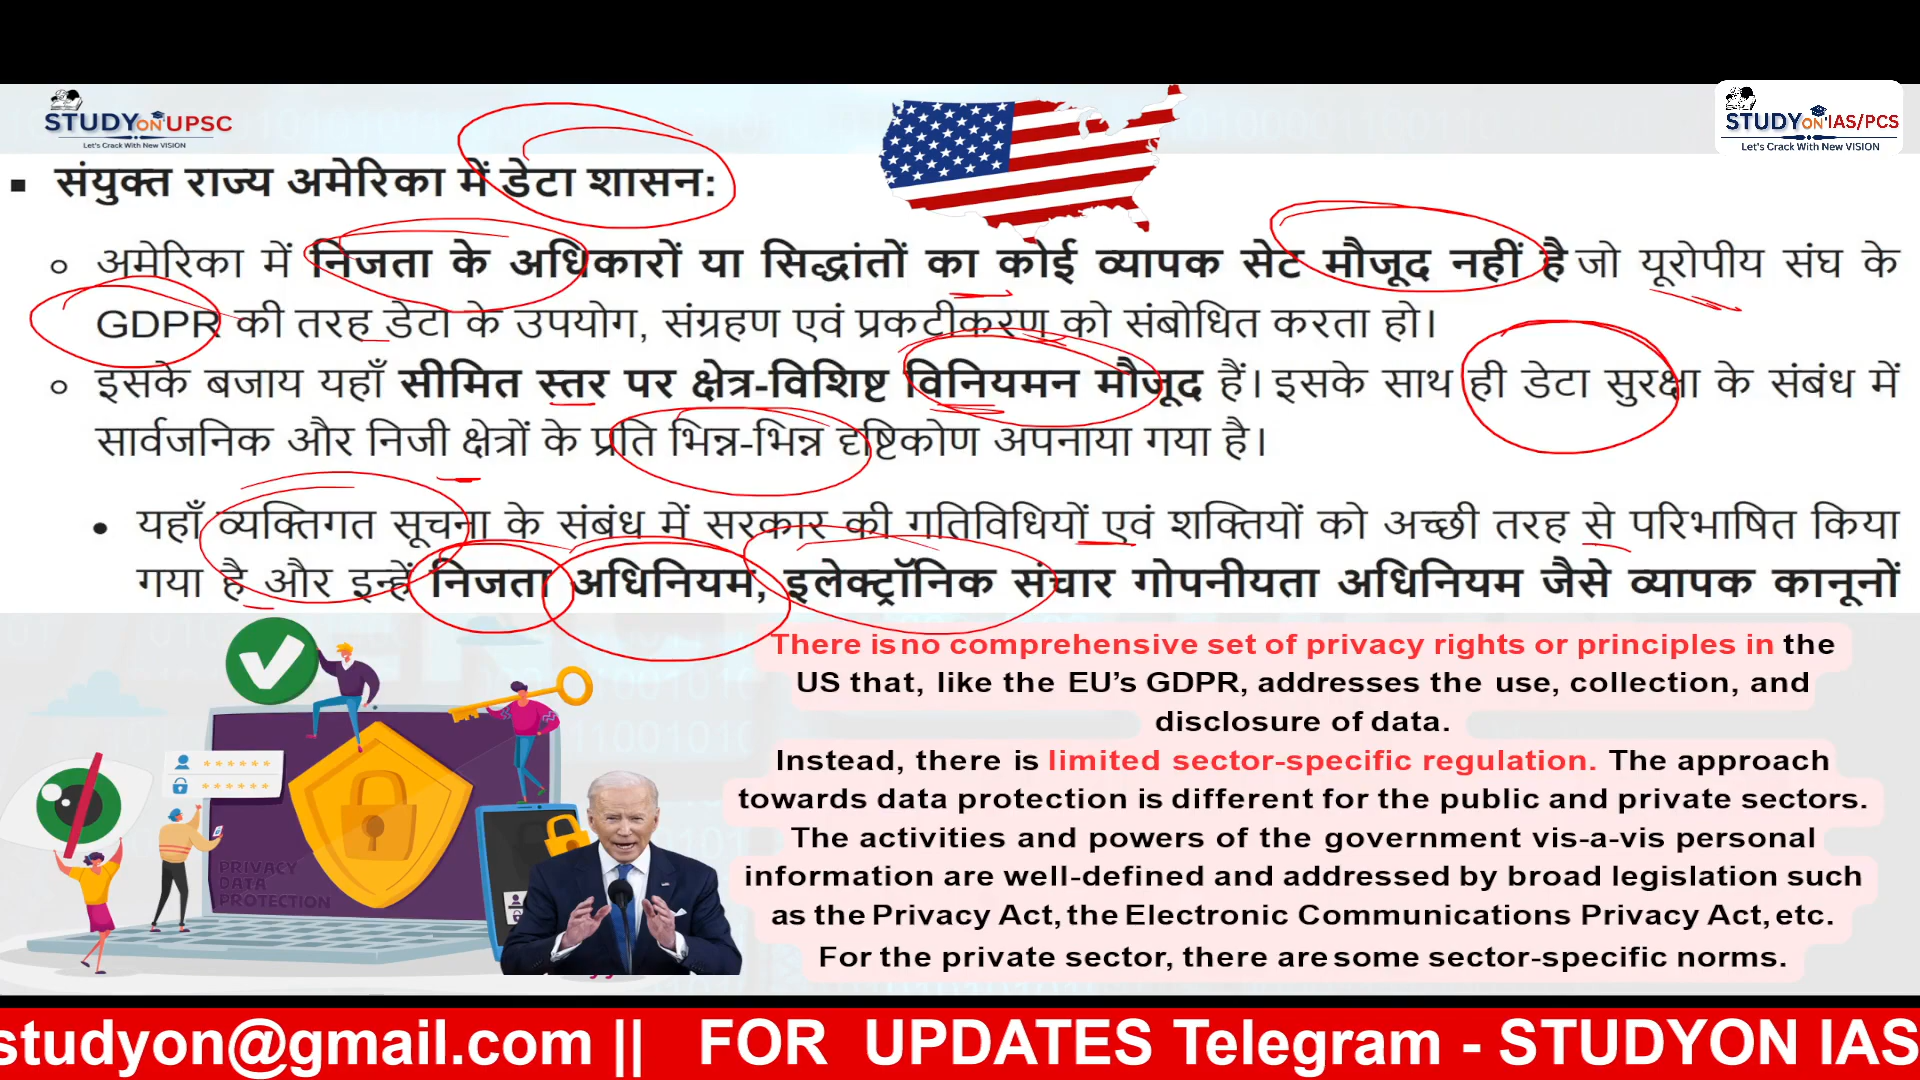 STUDYON UPSC
Let's Crack With New VISION
STUDYON IAS/PCS
Let's Crack With New VISION
संयुक्त राज्य अमेरिका में डेटा शासन:
अमेरिका में निजता के अधिकारों या सिद्धांतों का कोई व्यापक सेट मौजूद नहीं है जो यूरोपीय संघ के
GDPR की तरह डेटा के उपयोग, संग्रहण एवं प्रकटीकरण को संबोधित करता हो।
इसके बजाय यहाँ सीमित स्तर पर क्षेत्र-विशिष्ट विनियमन मौजूद हैं। इसके साथ ही डेटा सुरक्षा के संबंध में
सार्वजनिक और निजी क्षेत्रों के प्रति भिन्न-भिन्न दृष्टिकोण अपनाया गया है।
यहाँ व्यक्तिगत सूचना के संबंध में सरकार की गतिविधियों एवं शक्तियों को अच्छी तरह से परिभाषित किया
गया है और इन्हें निजता अधिनियम, इलेक्ट्रॉनिक संचार गोपनीयता अधिनियम जैसे व्यापक कानूनों
There is no comprehensive set of privacy rights or principles in the
US that, like the EU’s GDPR, addresses the use, collection, and
disclosure of data.
Instead, there is limited sector-specific regulation. The approach
towards data protection is different for the public and private sectors.
The activities and powers of the government vis-a-vis personal
information are well-defined and addressed by broad legislation such
as the Privacy Act, the Electronic Communications Privacy Act, etc.
For the private sector, there are some sector-specific norms.
PRIVACY
DATA
PROTECTION
studyon@gmail.com || FOR UPDATES Telegram - STUDYON IAS